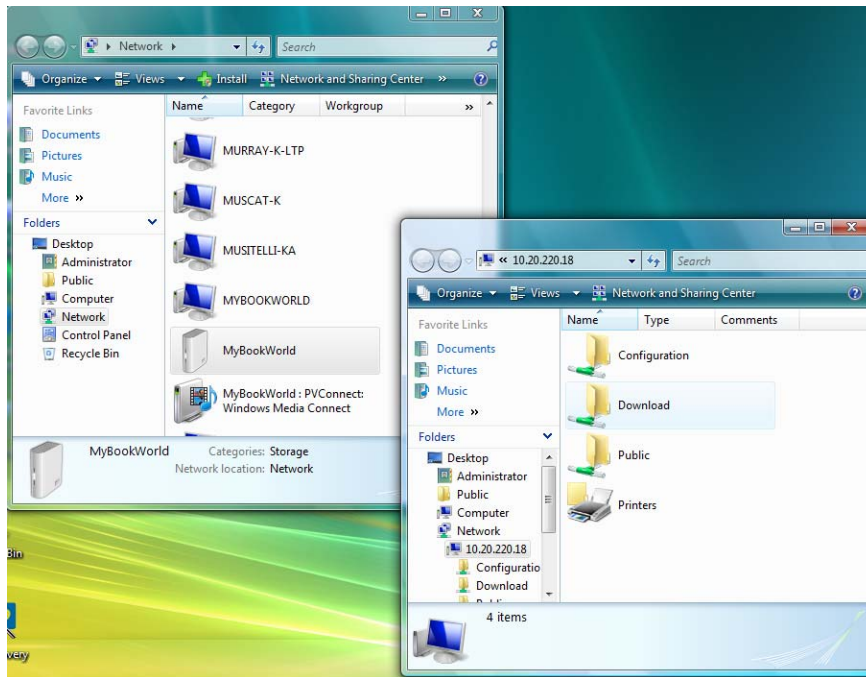 Network
Search
Organize Views Install Network and Sharing Center »
Favorite Links
Documents
Pictures
Music
More »
Folders
Desktop
Administrator
Public
Computer
Network
Control Panel
Recycle Bin
Name Category Workgroup »
MURRAY-K-LTP
MUSCAT-K
MUSITELLI-KA
MYBOOKWORLD
MyBookWorld
MyBookWorld : PVConnect:
Windows Media Connect
MyBookWorld Categories: Storage
Network location: Network
Bin
very
« 10.20.220.18
Search
Organize Views Network and Sharing Center
Favorite Links
Documents
Pictures
Music
More »
Folders
Desktop
Administrator
Public
Computer
Network
10.20.220.18
Configuratio
Download
Name Type Comments
Configuration
Download
Public
Printers
4 items